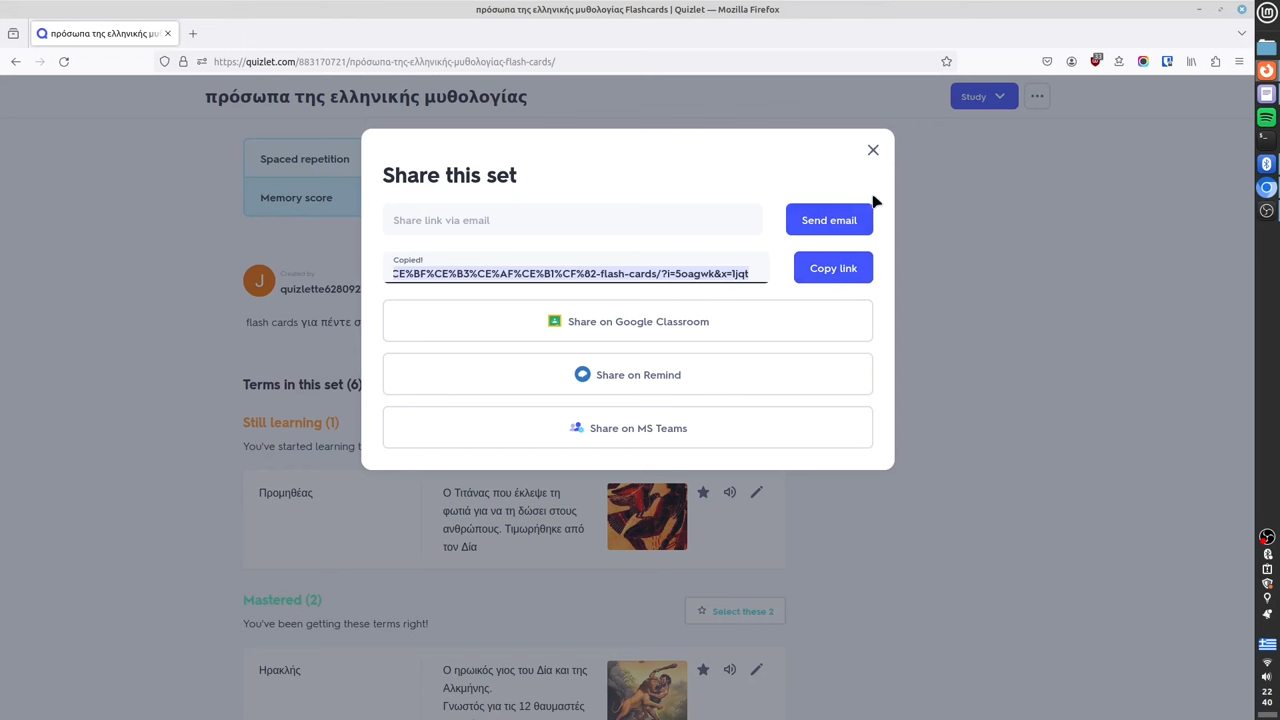 πρόσωπα της ελληνικής μυθολογίας Flashcards | Quizlet — Mozilla Firefox
πρόσωπα της ελληνικής μυ
https://quizlet.com/883170721/πρόσωπα-της-ελληνικής-μυθολογίας-flash-cards/
πρόσωπα της ελληνικής μυθολογίας
Study
Share this set
Spaced repetition
Memory score
Share link via email
Send email
Copied!
CE%BF%CE%B3%CE%AF%CE%B1%CF%82-flash-cards/?i=5oagwk&x=1jqt
Copy link
Created by
quizlette628092
flash cards για πέντε
Share on Google Classroom
Share on Remind
Share on MS Teams
Terms in this set (6)
Still learning (1)
You've started learning
Προμηθέας
Ο Τιτάνας που έκλεψε τη
φωτιά για να τη δώσει στους
ανθρώπους. Τιμωρήθηκε από
τον Δία
Mastered (2)
Select these 2
You've been getting these terms right!
Ηρακλής
Ο ηρωικός γιος του Δία και της
Αλκμήνης.
Γνωστός για τις 12 θαυμαστές
22
40